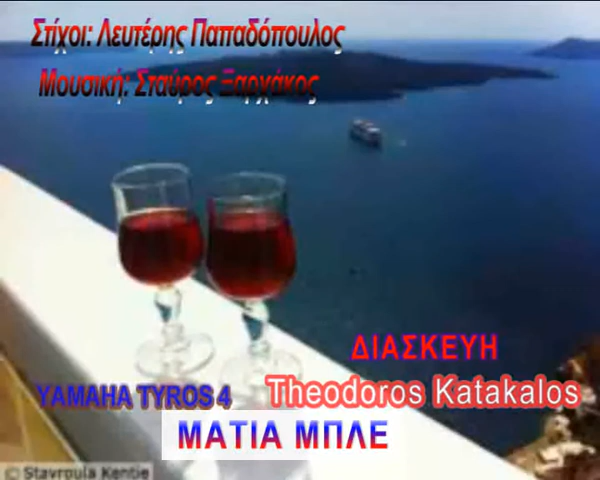 Στίχοι: Λευτέρης Παπαδόπουλος
Μουσική: Σταύρος Ξαρχάκος
ΔΙΑΣΚΕΥΗ
YAMAHA TYROS 4
Theodoros Katakalos
ΜΑΤΙΑ ΜΠΛΕ
© Stavroula Kentie